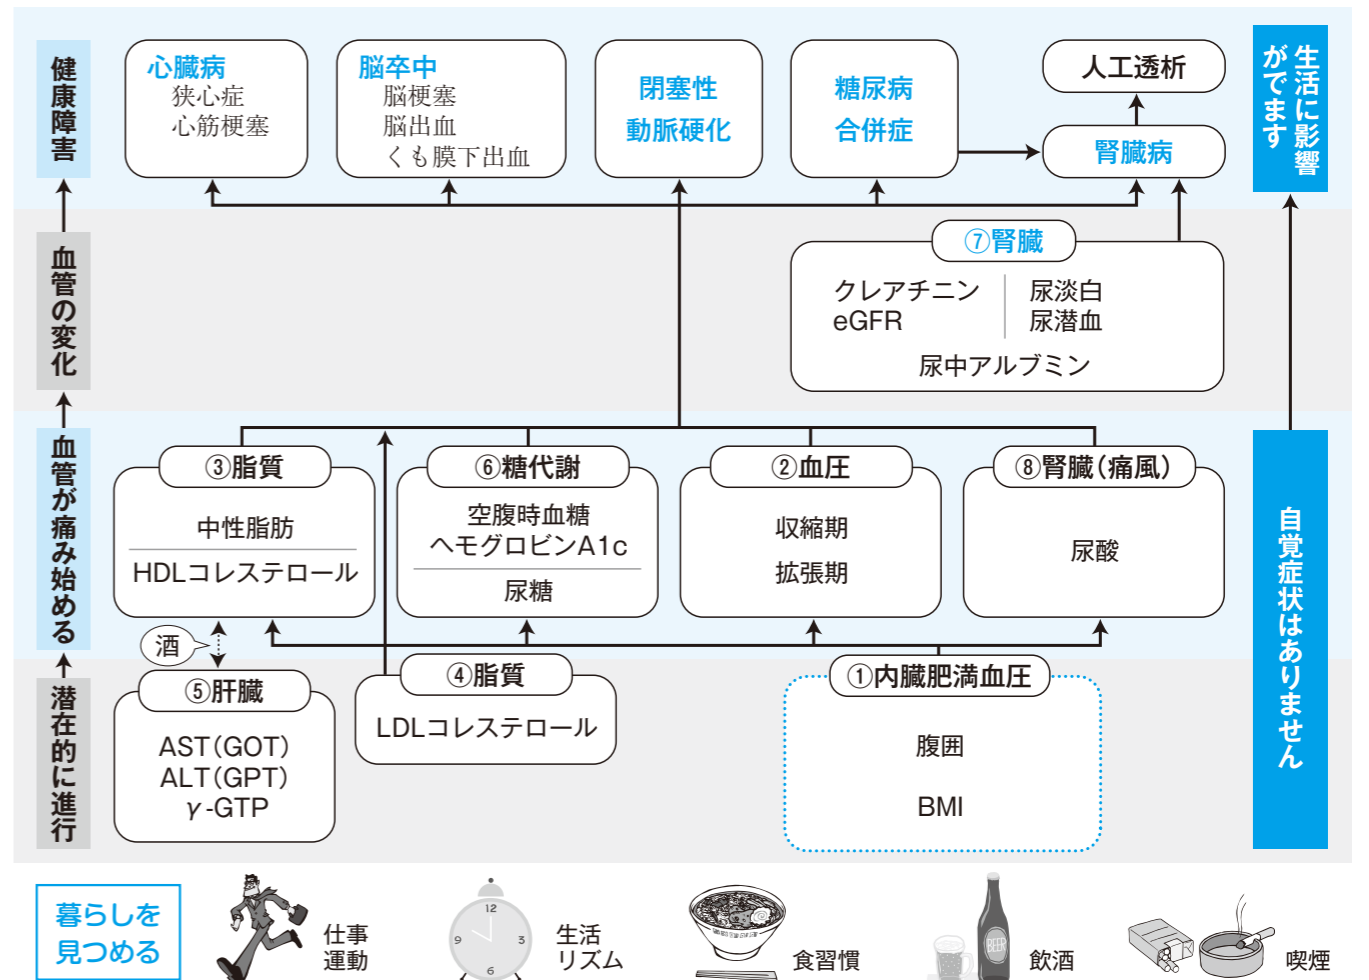 健康障害
心臓病
狭心症
心筋梗塞
脳卒中
脳梗塞
脳出血
くも膜下出血
閉塞性
動脈硬化
糖尿病
合併症
人工透析
腎臓病
生活に影響
がでます
血管の変化
⑦腎臓
クレアチニン
eGFR
尿淡白
尿潜血
尿中アルブミン
血管が痛み始める
③脂質
中性脂肪
HDLコレステロール
⑥糖代謝
空腹時血糖
ヘモグロビンA1c
尿糖
②血圧
収縮期
拡張期
⑧腎臓(痛風)
尿酸
自覚症状はありません
酒
潜在的に進行
⑤肝臓
AST(GOT)
ALT(GPT)
γ-GTP
④脂質
LDLコレステロール
①内臓肥満血圧
腹囲
BMI
暮らしを
見つめる
仕事
運動
12
9
3
6
生活
リズム
食習慣
BEER
飲酒
喫煙